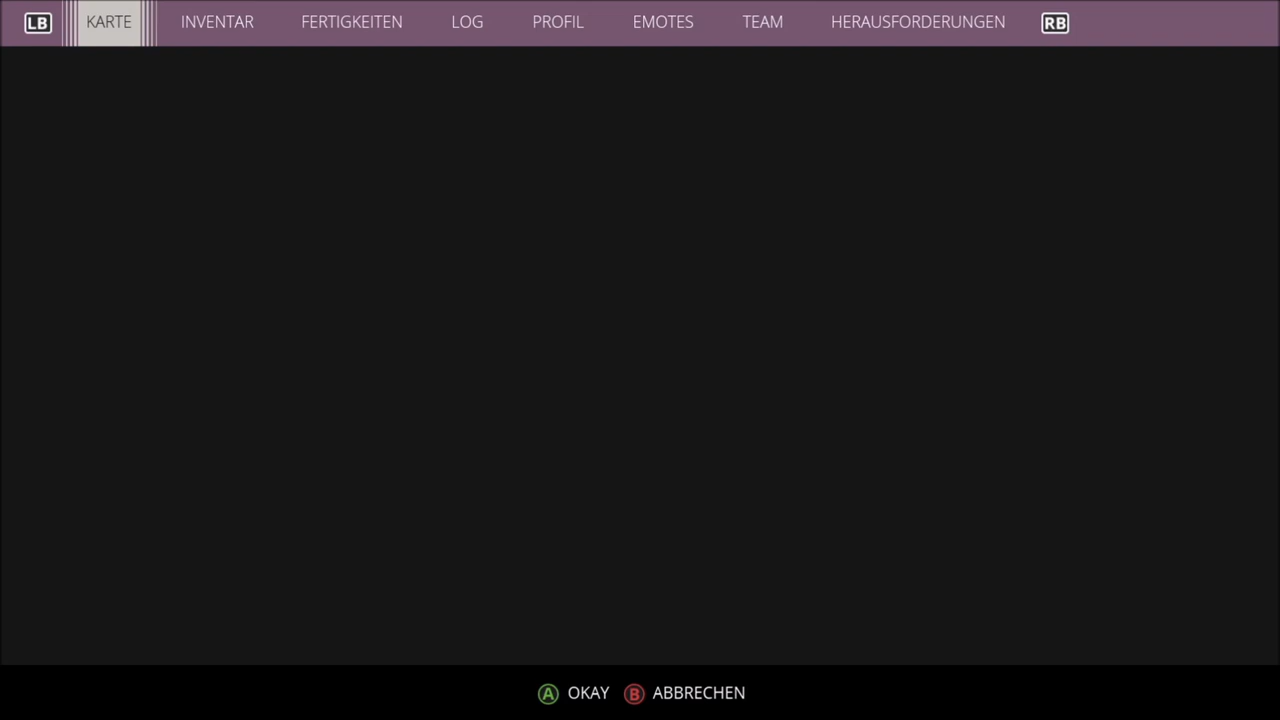 LB KARTE INVENTAR FERTIGKEITEN LOG PROFIL EMOTES TEAM HERAUSFORDERUNGEN RB
A OKAY B ABBRECHEN